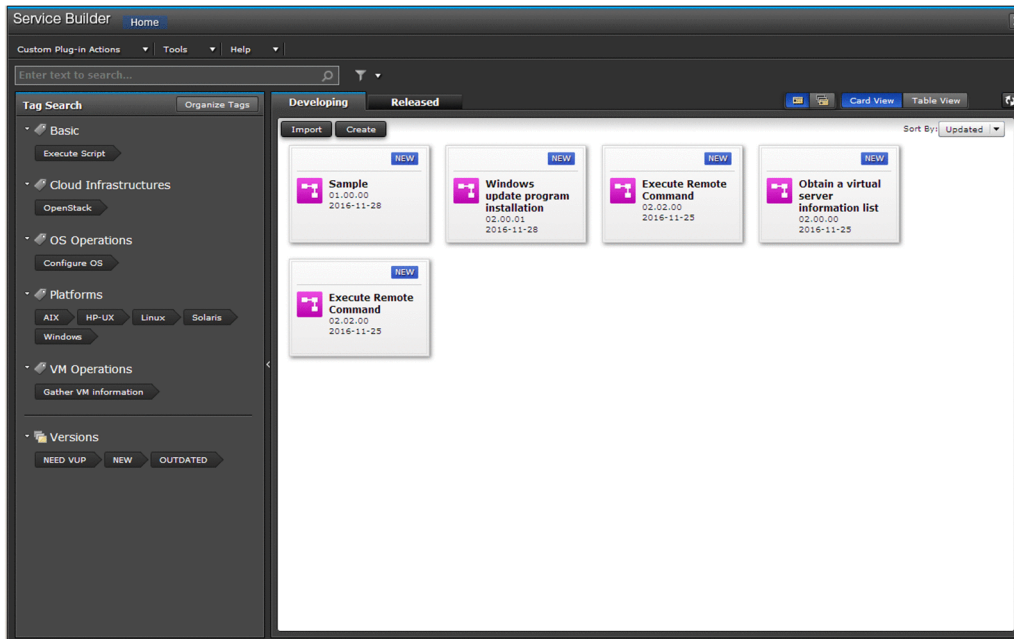 Service Builder Home
Custom Plug-in Actions Tools Help
Enter text to search...
Tag Search Organize Tags
Developing Released Card View Table View
Import Create Sort By: Updated
Basic
Execute Script
Cloud Infrastructures
OpenStack
OS Operations
Configure OS
Platforms
AIX HP-UX Linux Solaris
Windows
VM Operations
Gather VM information
Versions
NEED VUP NEW OUTDATED
NEW
Sample
01.00.00
2016-11-28
NEW
Windows
update program
installation
02.00.01
2016-11-28
NEW
Execute Remote
Command
02.02.00
2016-11-25
NEW
Obtain a virtual
server
information list
02.00.00
2016-11-25
NEW
Execute Remote
Command
02.02.00
2016-11-25